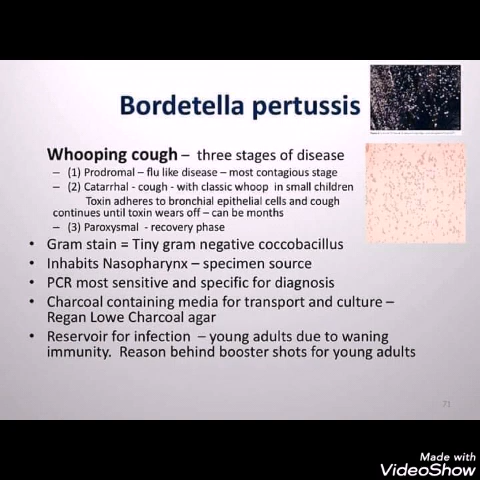 Bordetella pertussis
Whooping cough – three stages of disease
– (1) Prodromal – flu like disease – most contagious stage
– (2) Catarrhal - cough - with classic whoop in small children
Toxin adheres to bronchial epithelial cells and cough
continues until toxin wears off – can be months
– (3) Paroxysmal - recovery phase
• Gram stain = Tiny gram negative coccobacillus
• Inhabits Nasopharynx – specimen source
• PCR most sensitive and specific for diagnosis
• Charcoal containing media for transport and culture –
Regan Lowe Charcoal agar
• Reservoir for infection – young adults due to waning
immunity. Reason behind booster shots for young adults
71
Made with
VideoShow